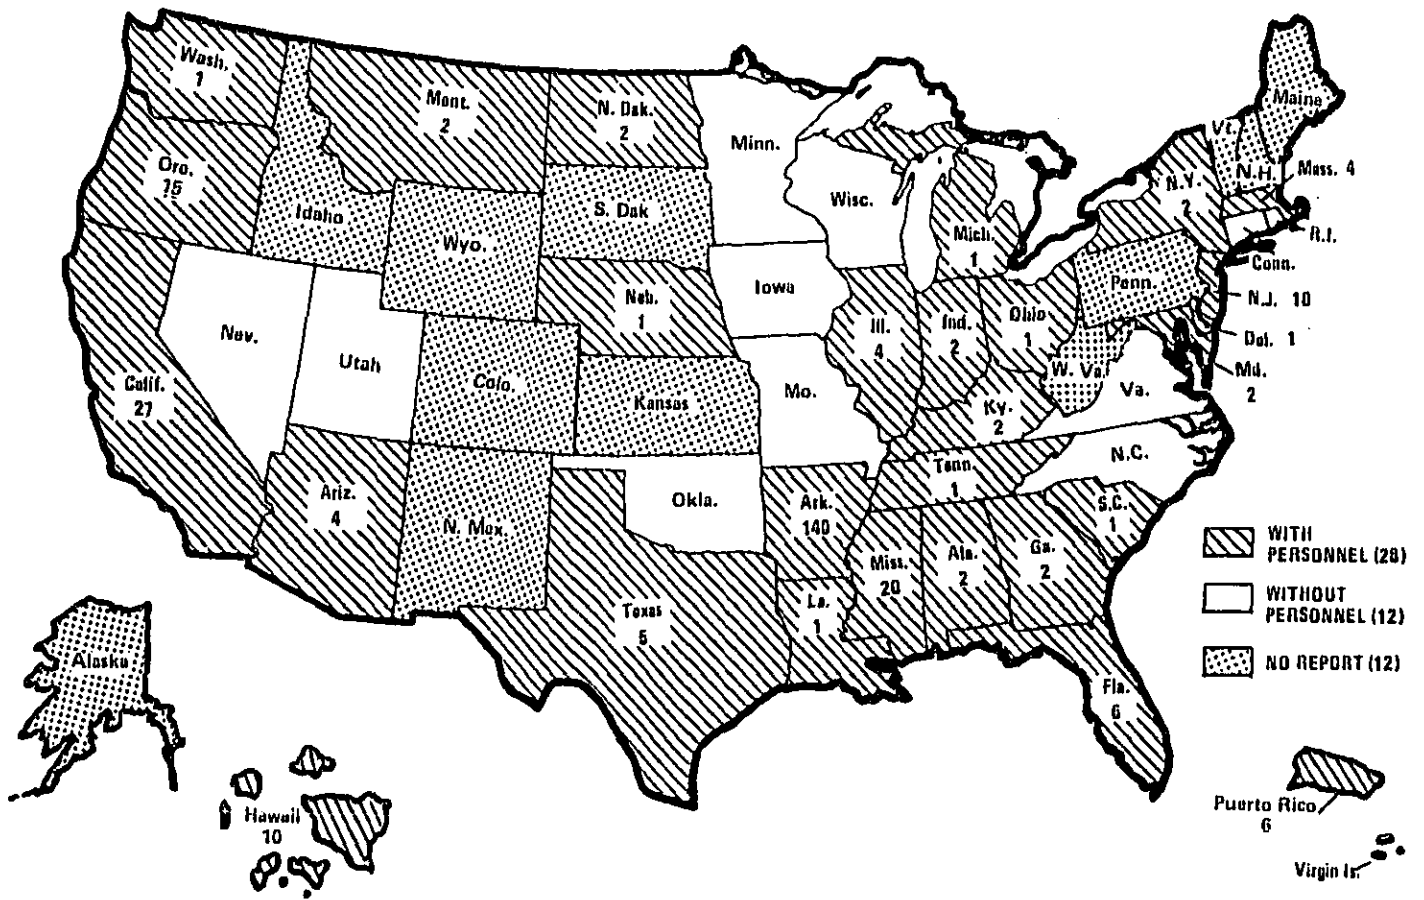 Wash.
1
Mont.
2
N. Dak.
2
Minn.
Maine
Vt.
N.H.
Mass. 4
Oro.
15
Idaho
S. Dak
Wisc.
N.Y.
2
R.I.
Wyo.
Mich.
1
Conn.
Iowa
Penn.
N.J. 10
Neb.
1
Nev.
Ill.
4
Ind.
2
Ohio
1
Del. 1
Utah
Md.
2
Calif.
27
Colo.
Kansas
Mo.
W. Va.
Va.
Ky.
2
N.C.
Tenn.
1
Ariz.
4
N. Mex.
Okla.
Ark.
140
S.C.
1
Miss.
20
Ala.
2
Ga.
2
WITH
PERSONNEL (28)
WITHOUT
PERSONNEL (12)
NO REPORT (12)
Texas
5
La.
1
Alaska
Fla.
6
Hawaii
10
Puerto Rico
6
Virgin Is.